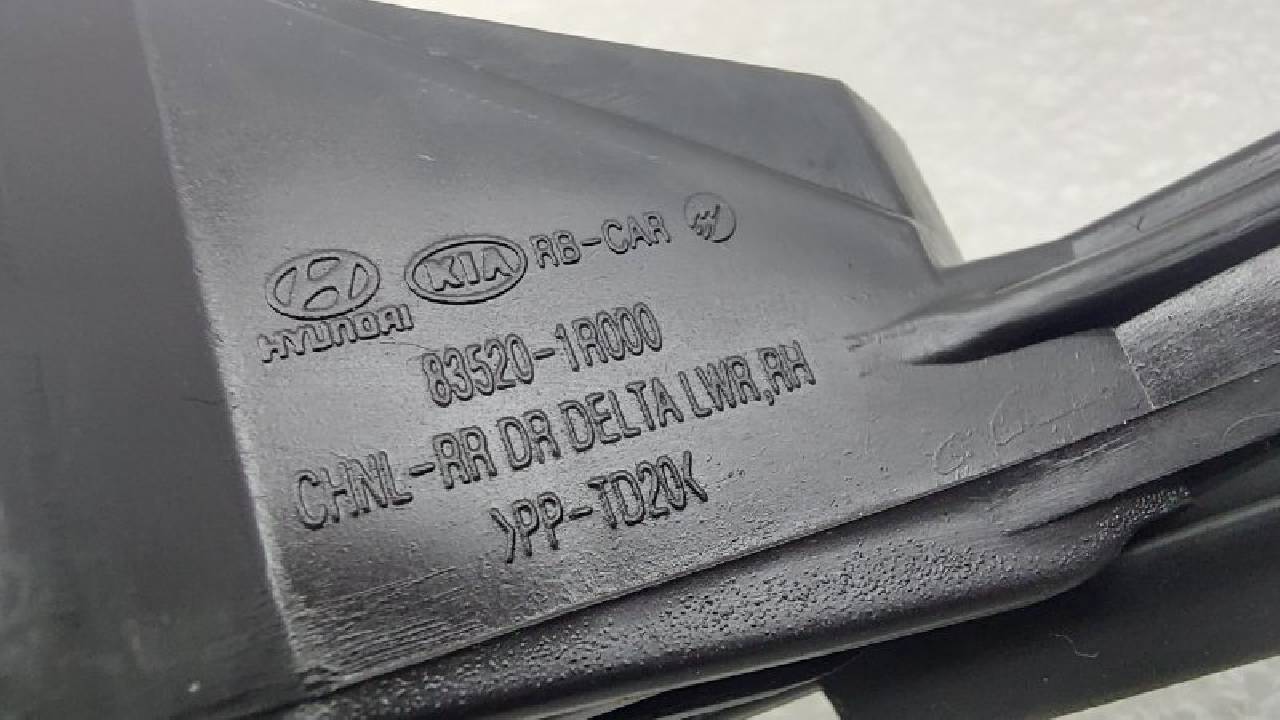 HYUNDAI KIA RB-CAR
83520-1R000
CHNL-RR DR DELTA LWR,RH
>PP-TD20<